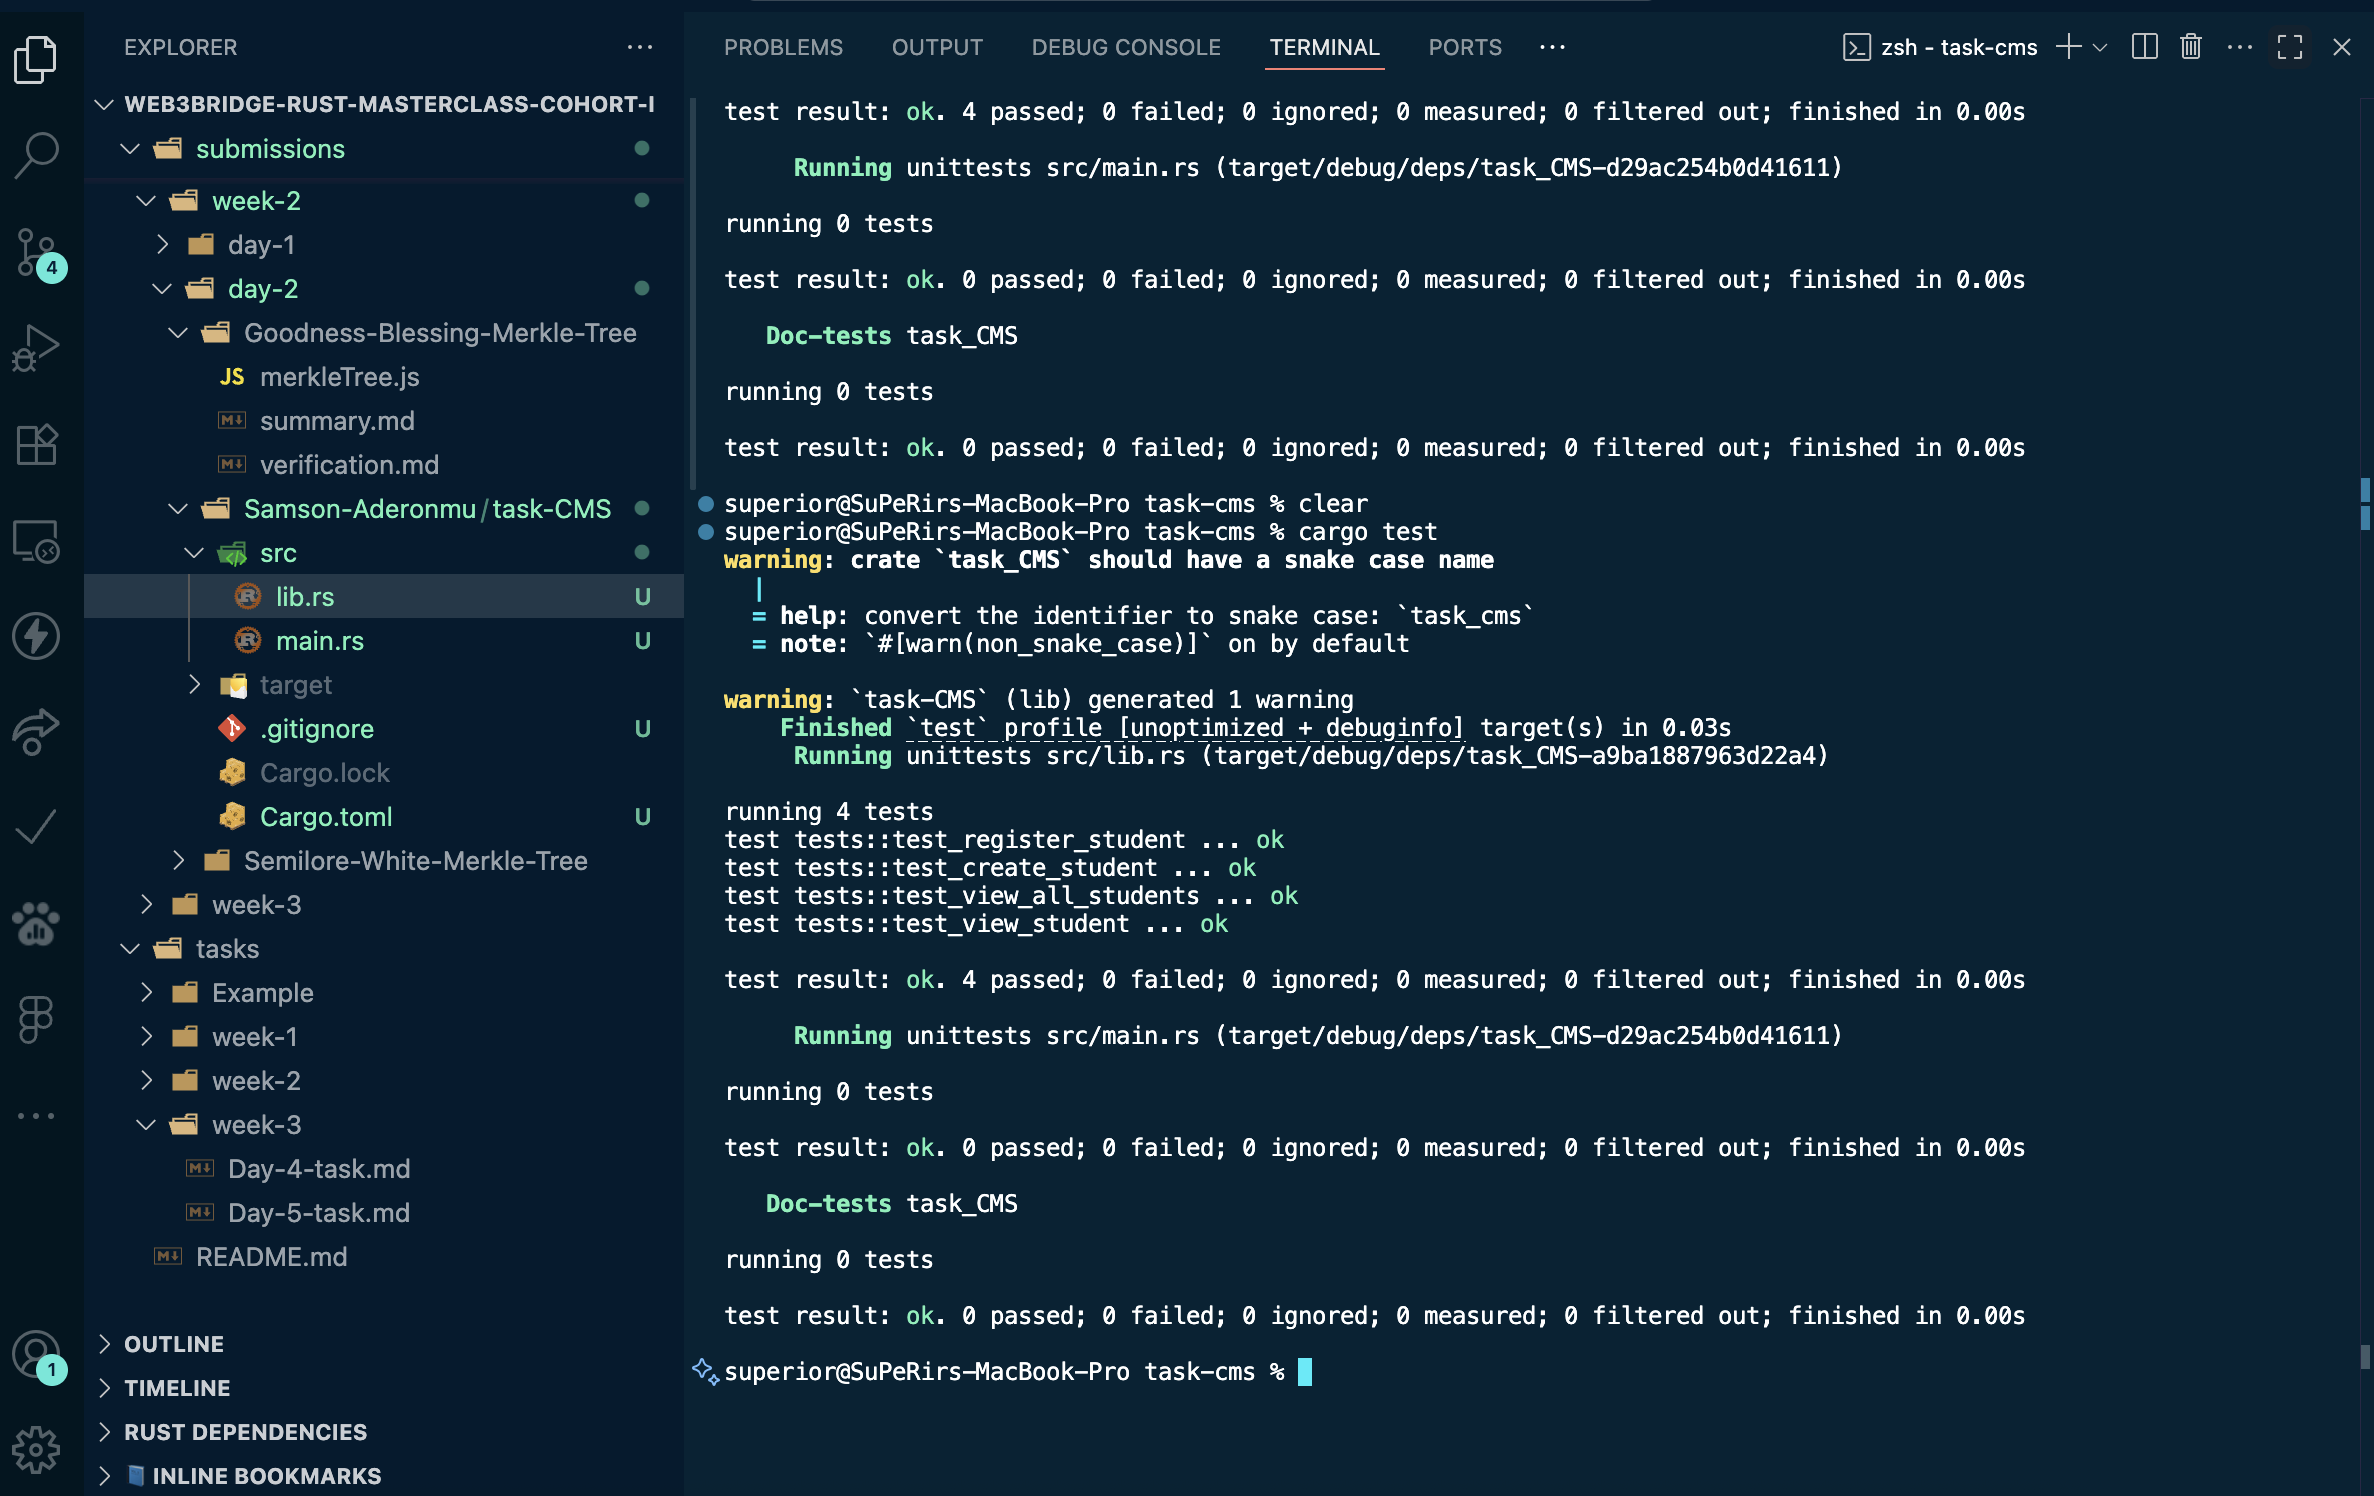 EXPLORER
WEB3BRIDGE-RUST-MASTERCLASS-COHORT-I
submissions
week-2
day-1
day-2
Goodness-Blessing-Merkle-Tree
JS merkleTree.js
summary.md
verification.md
Samson-Aderonmu/task-CMS
src
lib.rs U
main.rs U
target
.gitignore U
Cargo.lock
Cargo.toml U
Semilore-White-Merkle-Tree
week-3
tasks
Example
week-1
week-2
week-3
Day-4-task.md
Day-5-task.md
README.md
OUTLINE
TIMELINE
RUST DEPENDENCIES
INLINE BOOKMARKS
4
1
PROBLEMS OUTPUT DEBUG CONSOLE TERMINAL PORTS ··· zsh - task-cms
test result: ok. 4 passed; 0 failed; 0 ignored; 0 measured; 0 filtered out; finished in 0.00s
Running unittests src/main.rs (target/debug/deps/task_CMS-d29ac254b0d41611)
running 0 tests
test result: ok. 0 passed; 0 failed; 0 ignored; 0 measured; 0 filtered out; finished in 0.00s
Doc-tests task_CMS
running 0 tests
test result: ok. 0 passed; 0 failed; 0 ignored; 0 measured; 0 filtered out; finished in 0.00s
superior@SuPeRirs-MacBook-Pro task-cms % clear
superior@SuPeRirs-MacBook-Pro task-cms % cargo test
warning: crate `task_CMS` should have a snake case name
|
= help: convert the identifier to snake case: `task_cms`
= note: `#[warn(non_snake_case)]` on by default
warning: `task-CMS` (lib) generated 1 warning
Finished `test` profile [unoptimized + debuginfo] target(s) in 0.03s
Running unittests src/lib.rs (target/debug/deps/task_CMS-a9ba1887963d22a4)
running 4 tests
test tests::test_register_student ... ok
test tests::test_create_student ... ok
test tests::test_view_all_students ... ok
test tests::test_view_student ... ok
test result: ok. 4 passed; 0 failed; 0 ignored; 0 measured; 0 filtered out; finished in 0.00s
Running unittests src/main.rs (target/debug/deps/task_CMS-d29ac254b0d41611)
running 0 tests
test result: ok. 0 passed; 0 failed; 0 ignored; 0 measured; 0 filtered out; finished in 0.00s
Doc-tests task_CMS
running 0 tests
test result: ok. 0 passed; 0 failed; 0 ignored; 0 measured; 0 filtered out; finished in 0.00s
superior@SuPeRirs-MacBook-Pro task-cms %